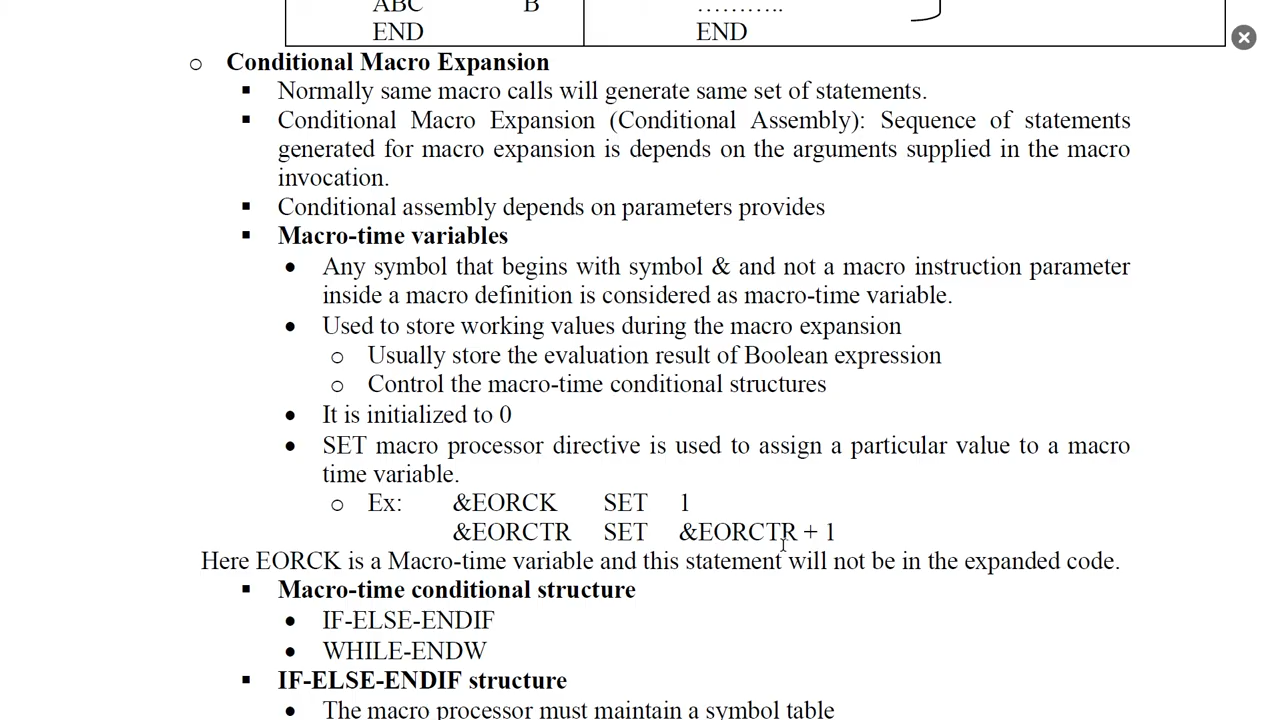 ABC B ………..
END END
o Conditional Macro Expansion
▪ Normally same macro calls will generate same set of statements.
▪ Conditional Macro Expansion (Conditional Assembly): Sequence of statements
generated for macro expansion is depends on the arguments supplied in the macro
invocation.
▪ Conditional assembly depends on parameters provides
▪ Macro-time variables
• Any symbol that begins with symbol & and not a macro instruction parameter
inside a macro definition is considered as macro-time variable.
• Used to store working values during the macro expansion
o Usually store the evaluation result of Boolean expression
o Control the macro-time conditional structures
• It is initialized to 0
• SET macro processor directive is used to assign a particular value to a macro
time variable.
o Ex: &EORCK SET 1
&EORCTR SET &EORCTR + 1
Here EORCK is a Macro-time variable and this statement will not be in the expanded code.
▪ Macro-time conditional structure
• IF-ELSE-ENDIF
• WHILE-ENDW
▪ IF-ELSE-ENDIF structure
• The macro processor must maintain a symbol table